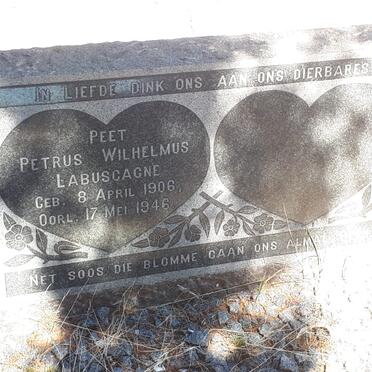 IN LIEFDE DINK ONS AAN ONS DIERBARES
PEET
PETRUS WILHELMUS
LABUSCAGNE
GEB. 8 APRIL 1906,
OORL. 17 MEI 1946
NET SOOS DIE BLOMME GAAN ONS